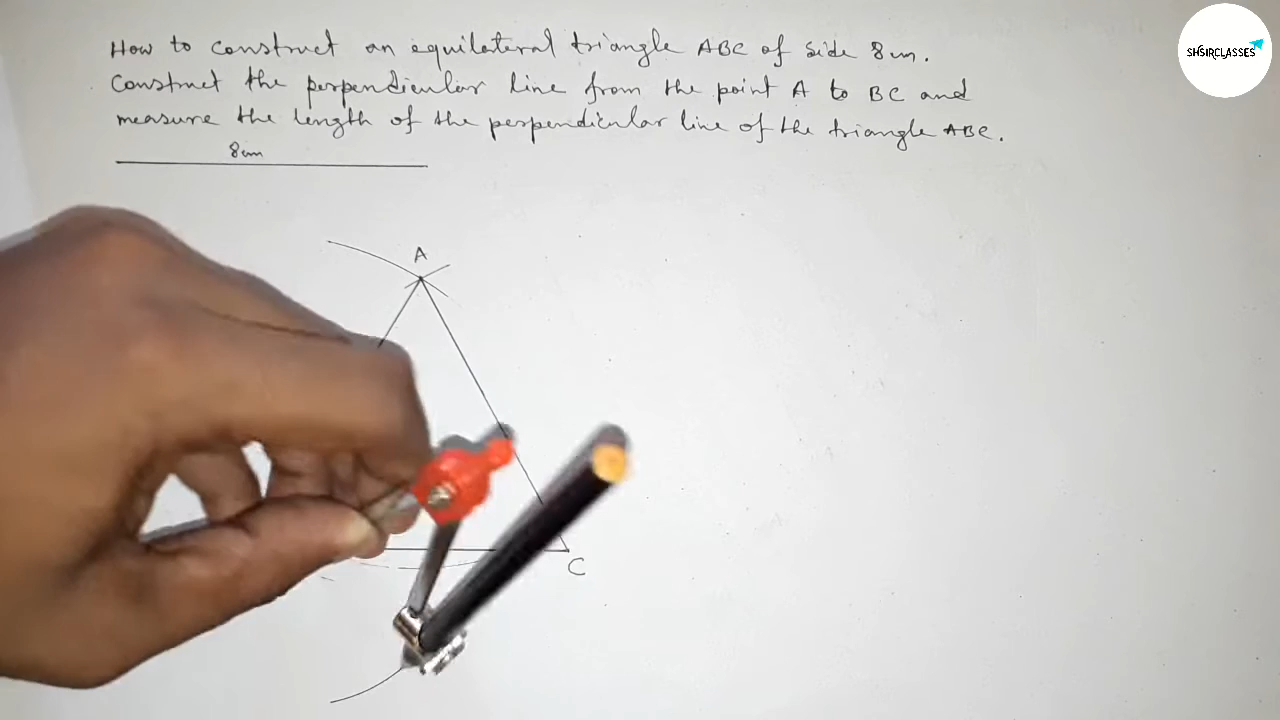 How to construct an equilateral triangle ABC of side 8cm.
Construct the perpendicular line from the point A to BC and
measure the length of the perpendicular line of the triangle ABC.
8cm
A
C
SHSIRCLASSES